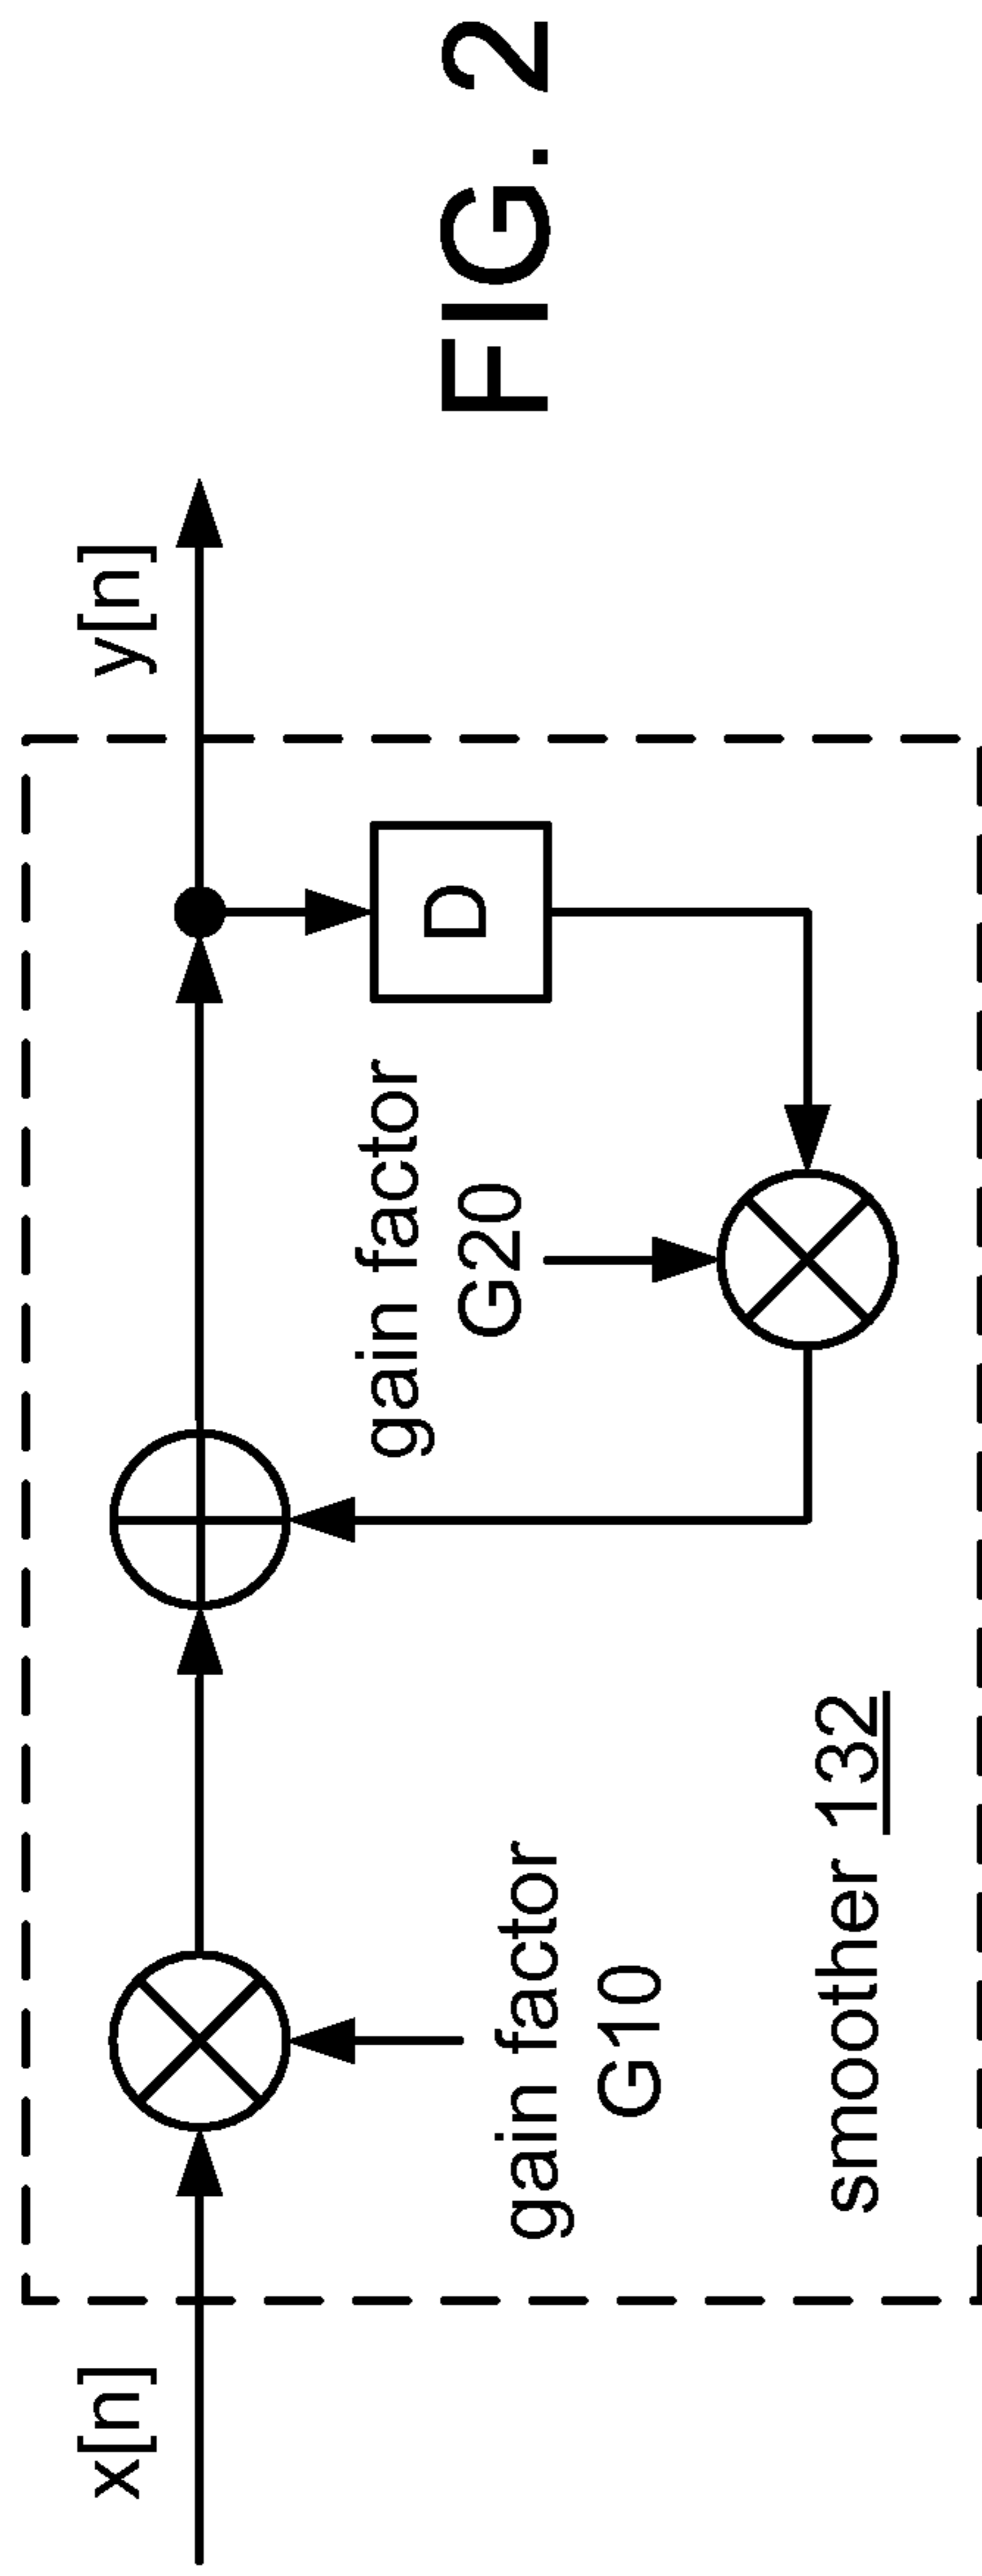 x[n]
y[n]
gain factor
G10
gain factor
G20
D
smoother 132
FIG. 2